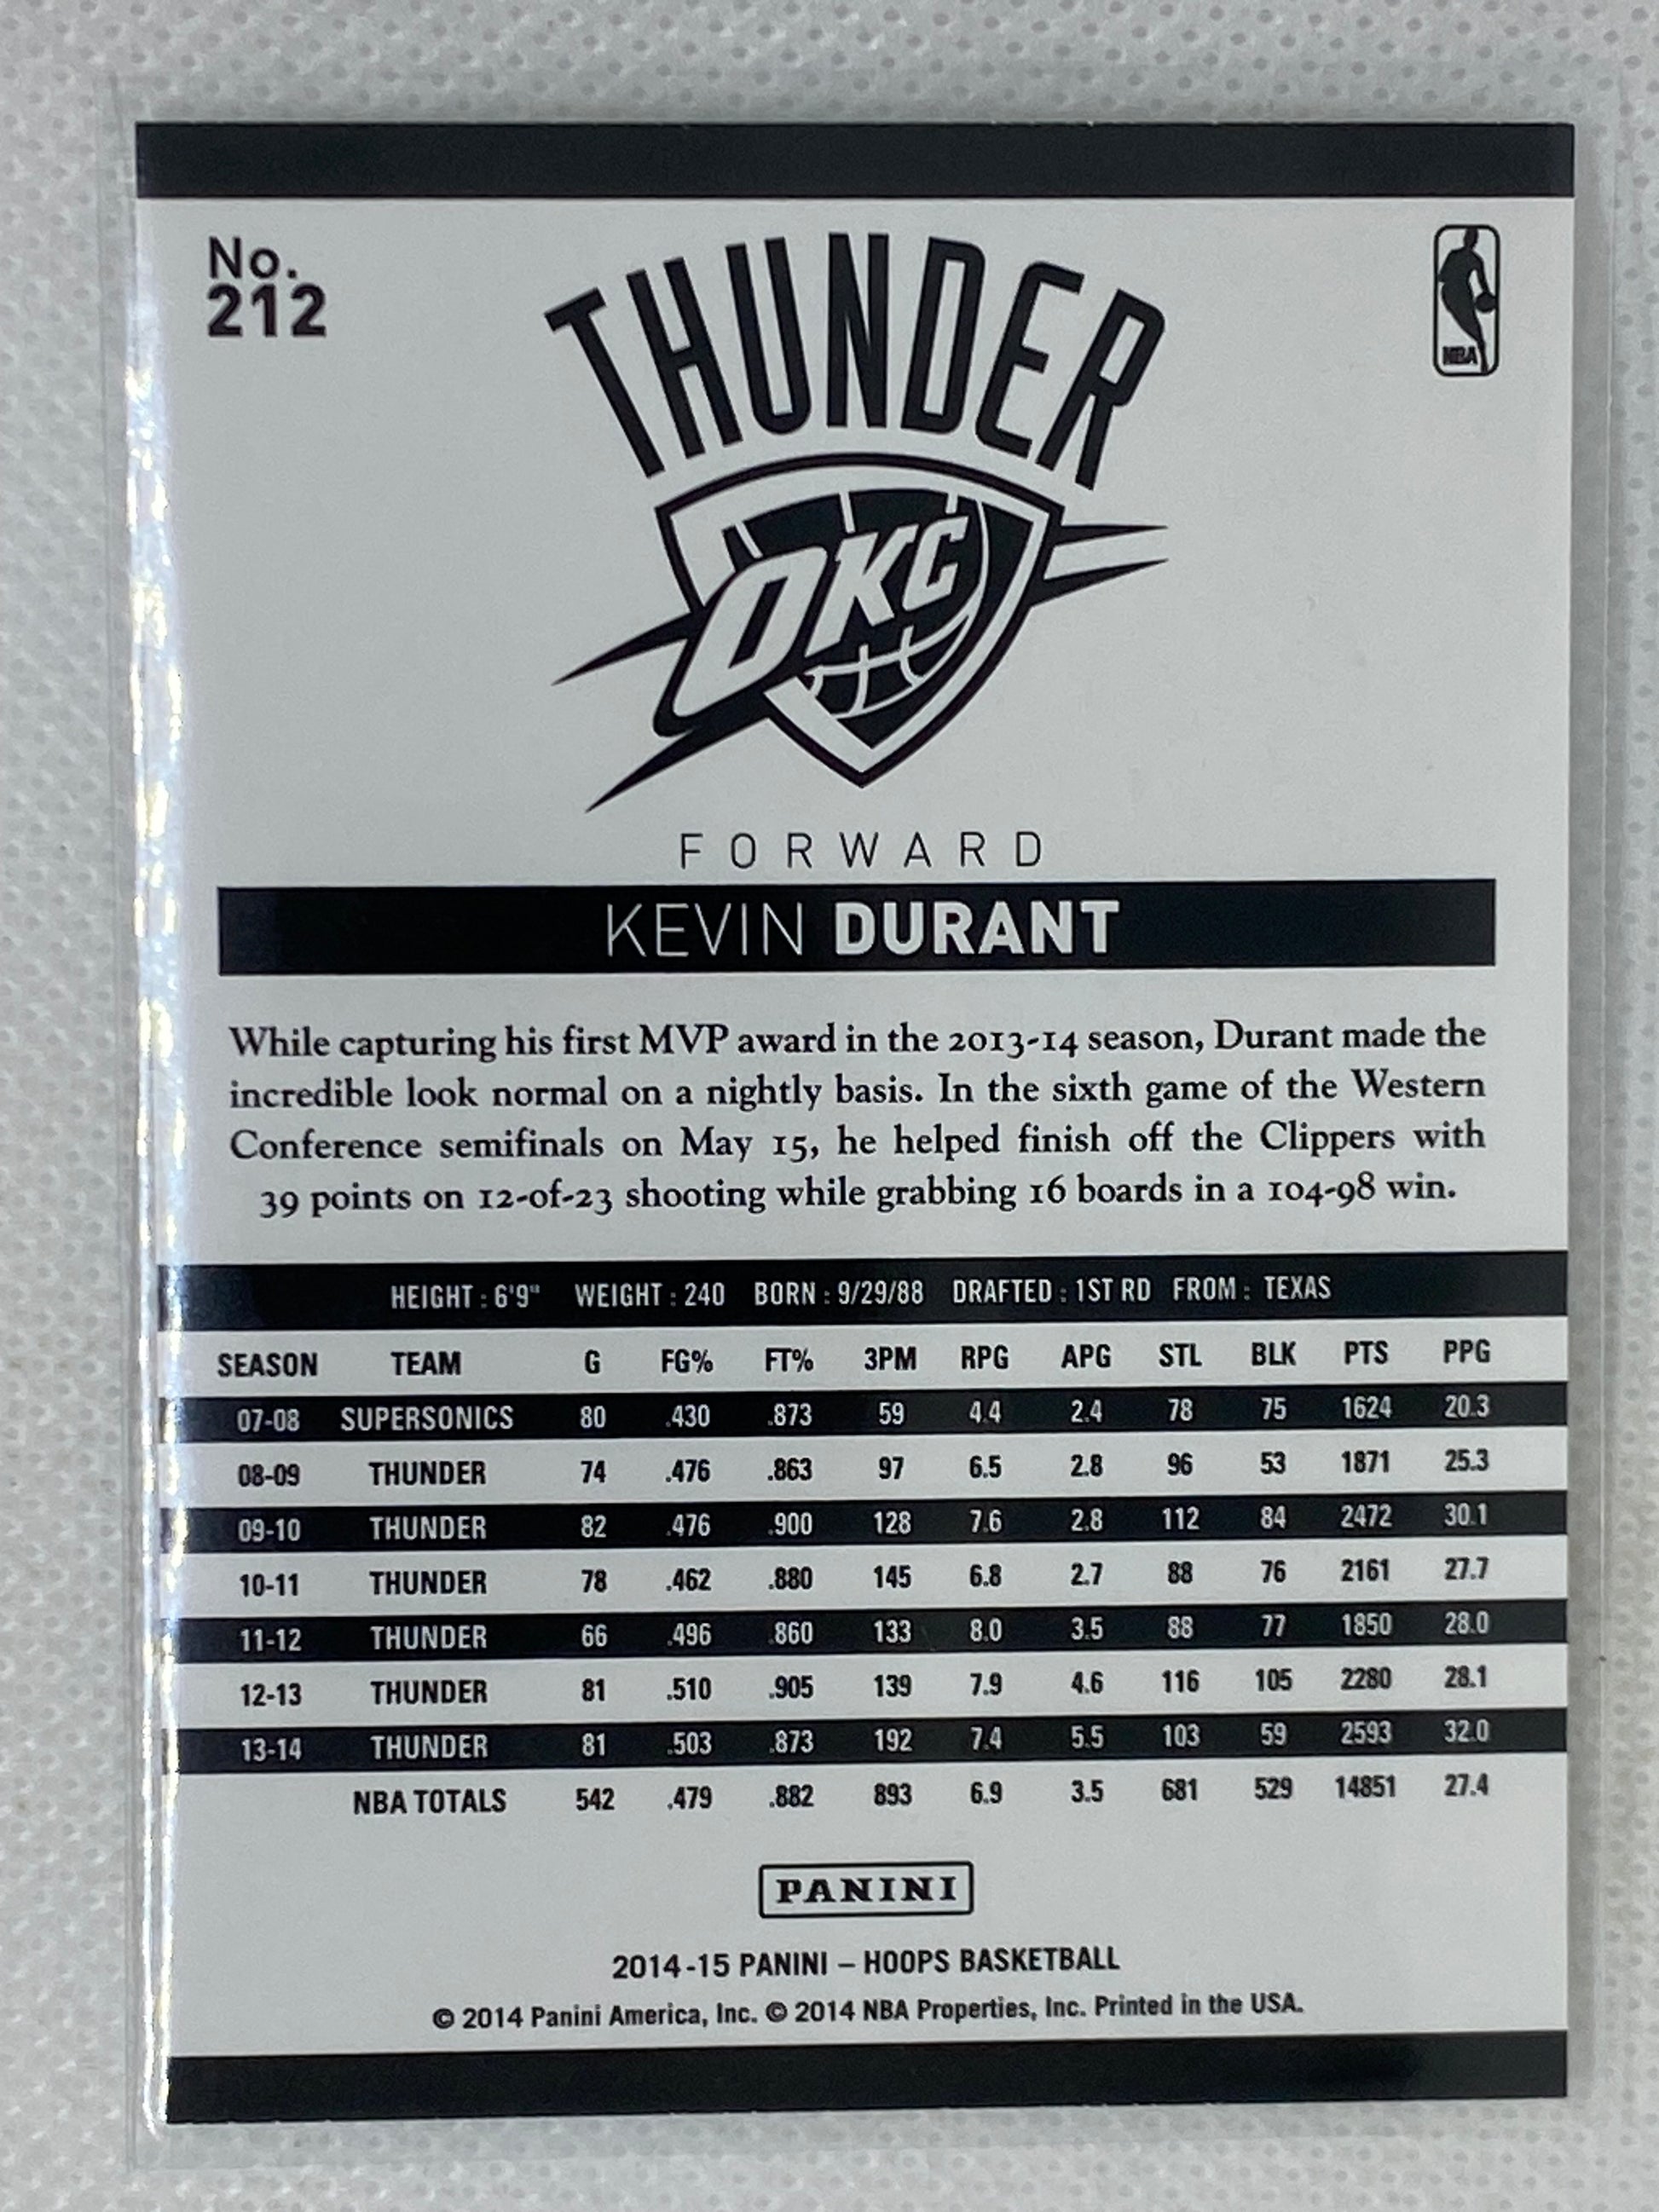 No.
212
THUNDER
OKC
NBA
FORWARD
KEVIN DURANT
While capturing his first MVP award in the 2013-14 season, Durant made the
incredible look normal on a nightly basis. In the sixth game of the Western
Conference semifinals on May 15, he helped finish off the Clippers with
39 points on 12-of-23 shooting while grabbing 16 boards in a 104-98 win.
HEIGHT : 6'9" WEIGHT : 240 BORN : 9/29/88 DRAFTED : 1ST RD FROM : TEXAS
SEASON TEAM G FG% FT% 3PM RPG APG STL BLK PTS PPG
07-08 SUPERSONICS 80 .430 .873 59 4.4 2.4 78 75 1624 20.3
08-09 THUNDER 74 .476 .863 97 6.5 2.8 96 53 1871 25.3
09-10 THUNDER 82 .476 .900 128 7.6 2.8 112 84 2472 30.1
10-11 THUNDER 78 .462 .880 145 6.8 2.7 88 76 2161 27.7
11-12 THUNDER 66 .496 .860 133 8.0 3.5 88 77 1850 28.0
12-13 THUNDER 81 .510 .905 139 7.9 4.6 116 105 2280 28.1
13-14 THUNDER 81 .503 .873 192 7.4 5.5 103 59 2593 32.0
NBA TOTALS 542 .479 .882 893 6.9 3.5 681 529 14851 27.4
PANINI
2014-15 PANINI – HOOPS BASKETBALL
© 2014 Panini America, Inc. © 2014 NBA Properties, Inc. Printed in the USA.